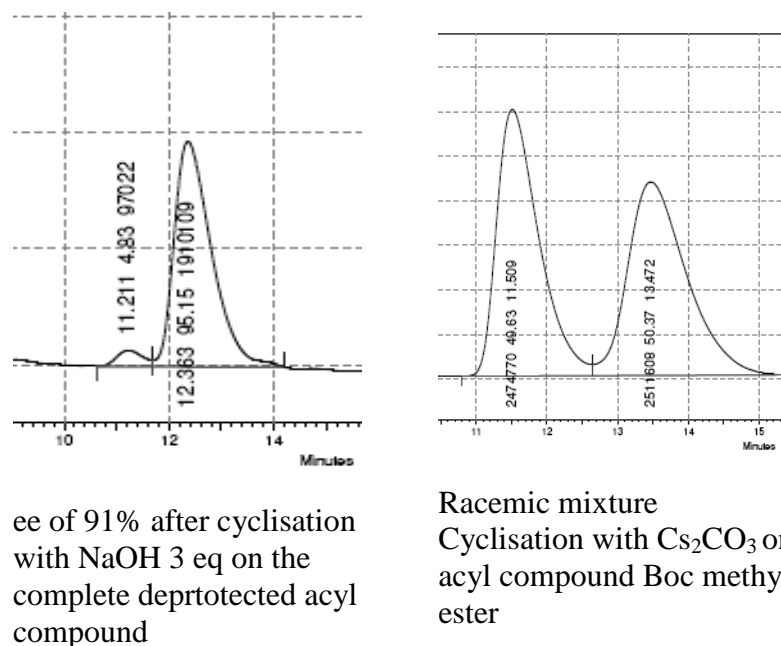 11.211 4.83 97022
12.363 95.15 1910109
10 12 14
Minutes
ee of 91% after cyclisation
with NaOH 3 eq on the
complete deprtotected acyl
compound
2474770 49.63 11.509
2511608 50.37 13.472
11 12 13 14 15
Minutes
Racemic mixture
Cyclisation with Cs₂CO₃ or
acyl compound Boc methy
ester